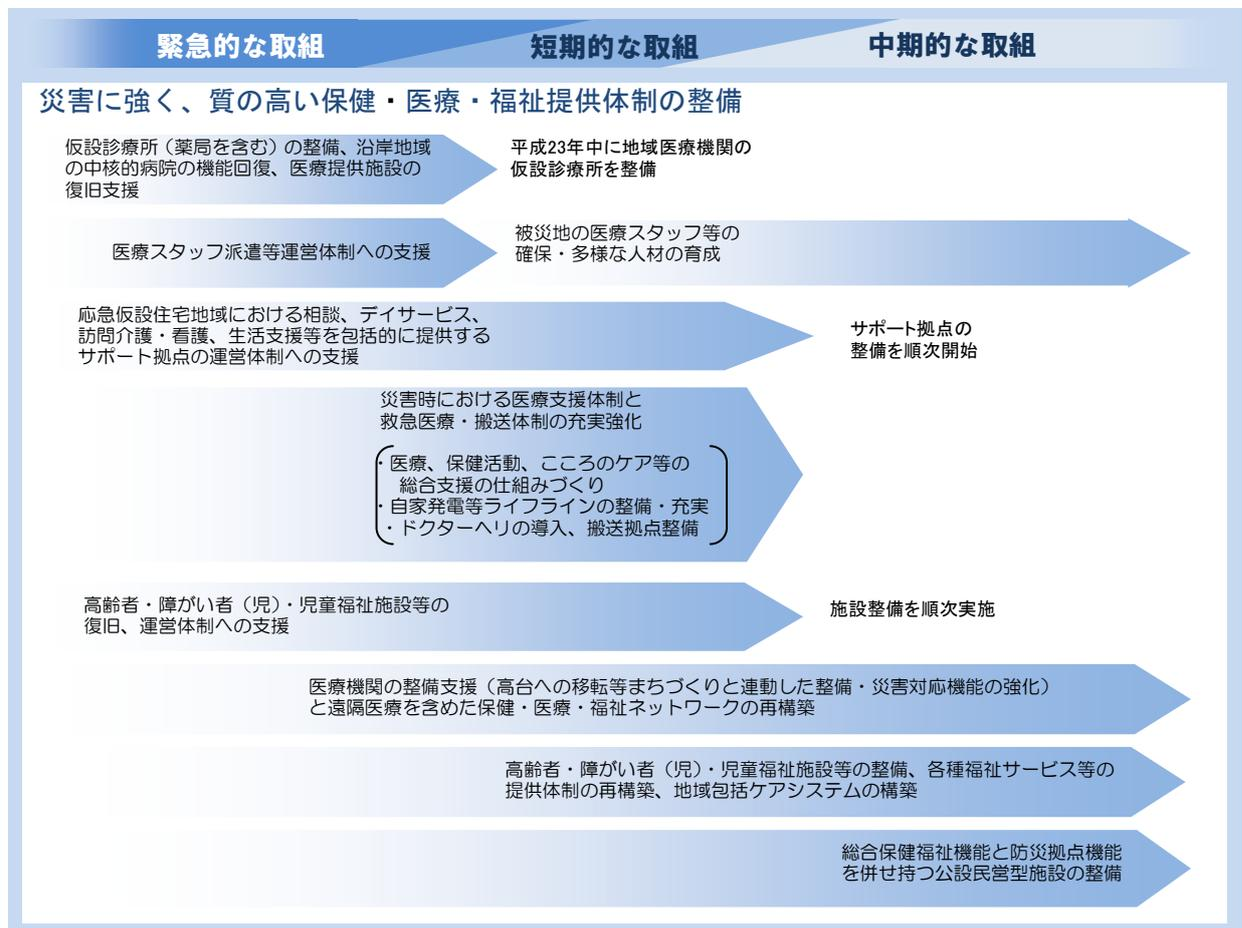 緊急的な取組
短期的な取組
中期的な取組
災害に強く、質の高い保健・医療・福祉提供体制の整備
仮設診療所（薬局を含む）の整備、沿岸地域
の中核的病院の機能回復、医療提供施設の
復旧支援
平成23年中に地域医療機関の
仮設診療所を整備
医療スタッフ派遣等運営体制への支援
被災地の医療スタッフ等の
確保・多様な人材の育成
応急仮設住宅地域における相談、デイサービス、
訪問介護・看護、生活支援等を包括的に提供する
サポート拠点の運営体制への支援
サポート拠点の
整備を順次開始
災害時における医療支援体制と
救急医療・搬送体制の充実強化
・医療、保健活動、こころのケア等の
総合支援の仕組みづくり
・自家発電等ライフラインの整備・充実
・ドクターヘリの導入、搬送拠点整備
高齢者・障がい者（児）・児童福祉施設等の
復旧、運営体制への支援
施設整備を順次実施
医療機関の整備支援（高台への移転等まちづくりと連動した整備・災害対応機能の強化）
と遠隔医療を含めた保健・医療・福祉ネットワークの再構築
高齢者・障がい者（児）・児童福祉施設等の整備、各種福祉サービス等の
提供体制の再構築、地域包括ケアシステムの構築
総合保健福祉機能と防災拠点機能
を併せ持つ公設民営型施設の整備